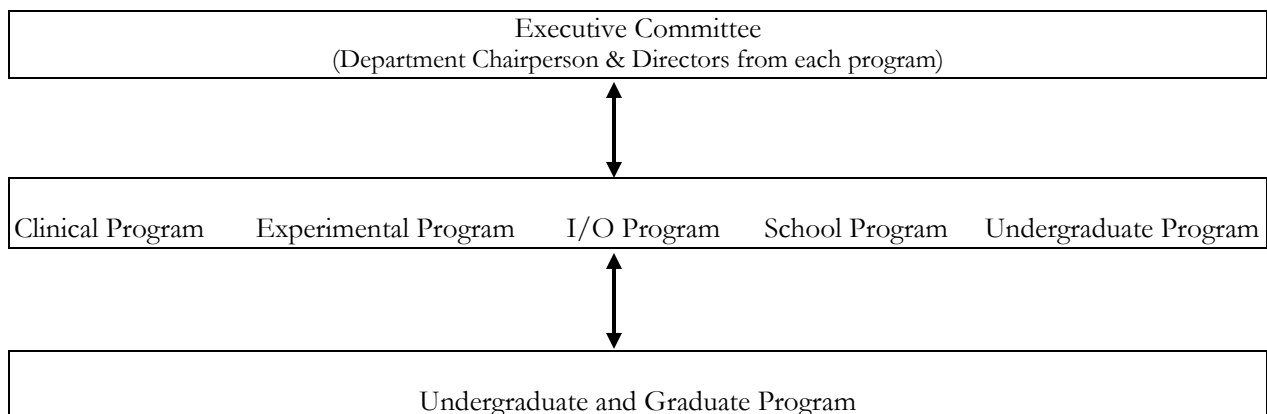 Executive Committee
(Department Chairperson & Directors from each program)
Clinical Program Experimental Program I/O Program School Program Undergraduate Program
Undergraduate and Graduate Program